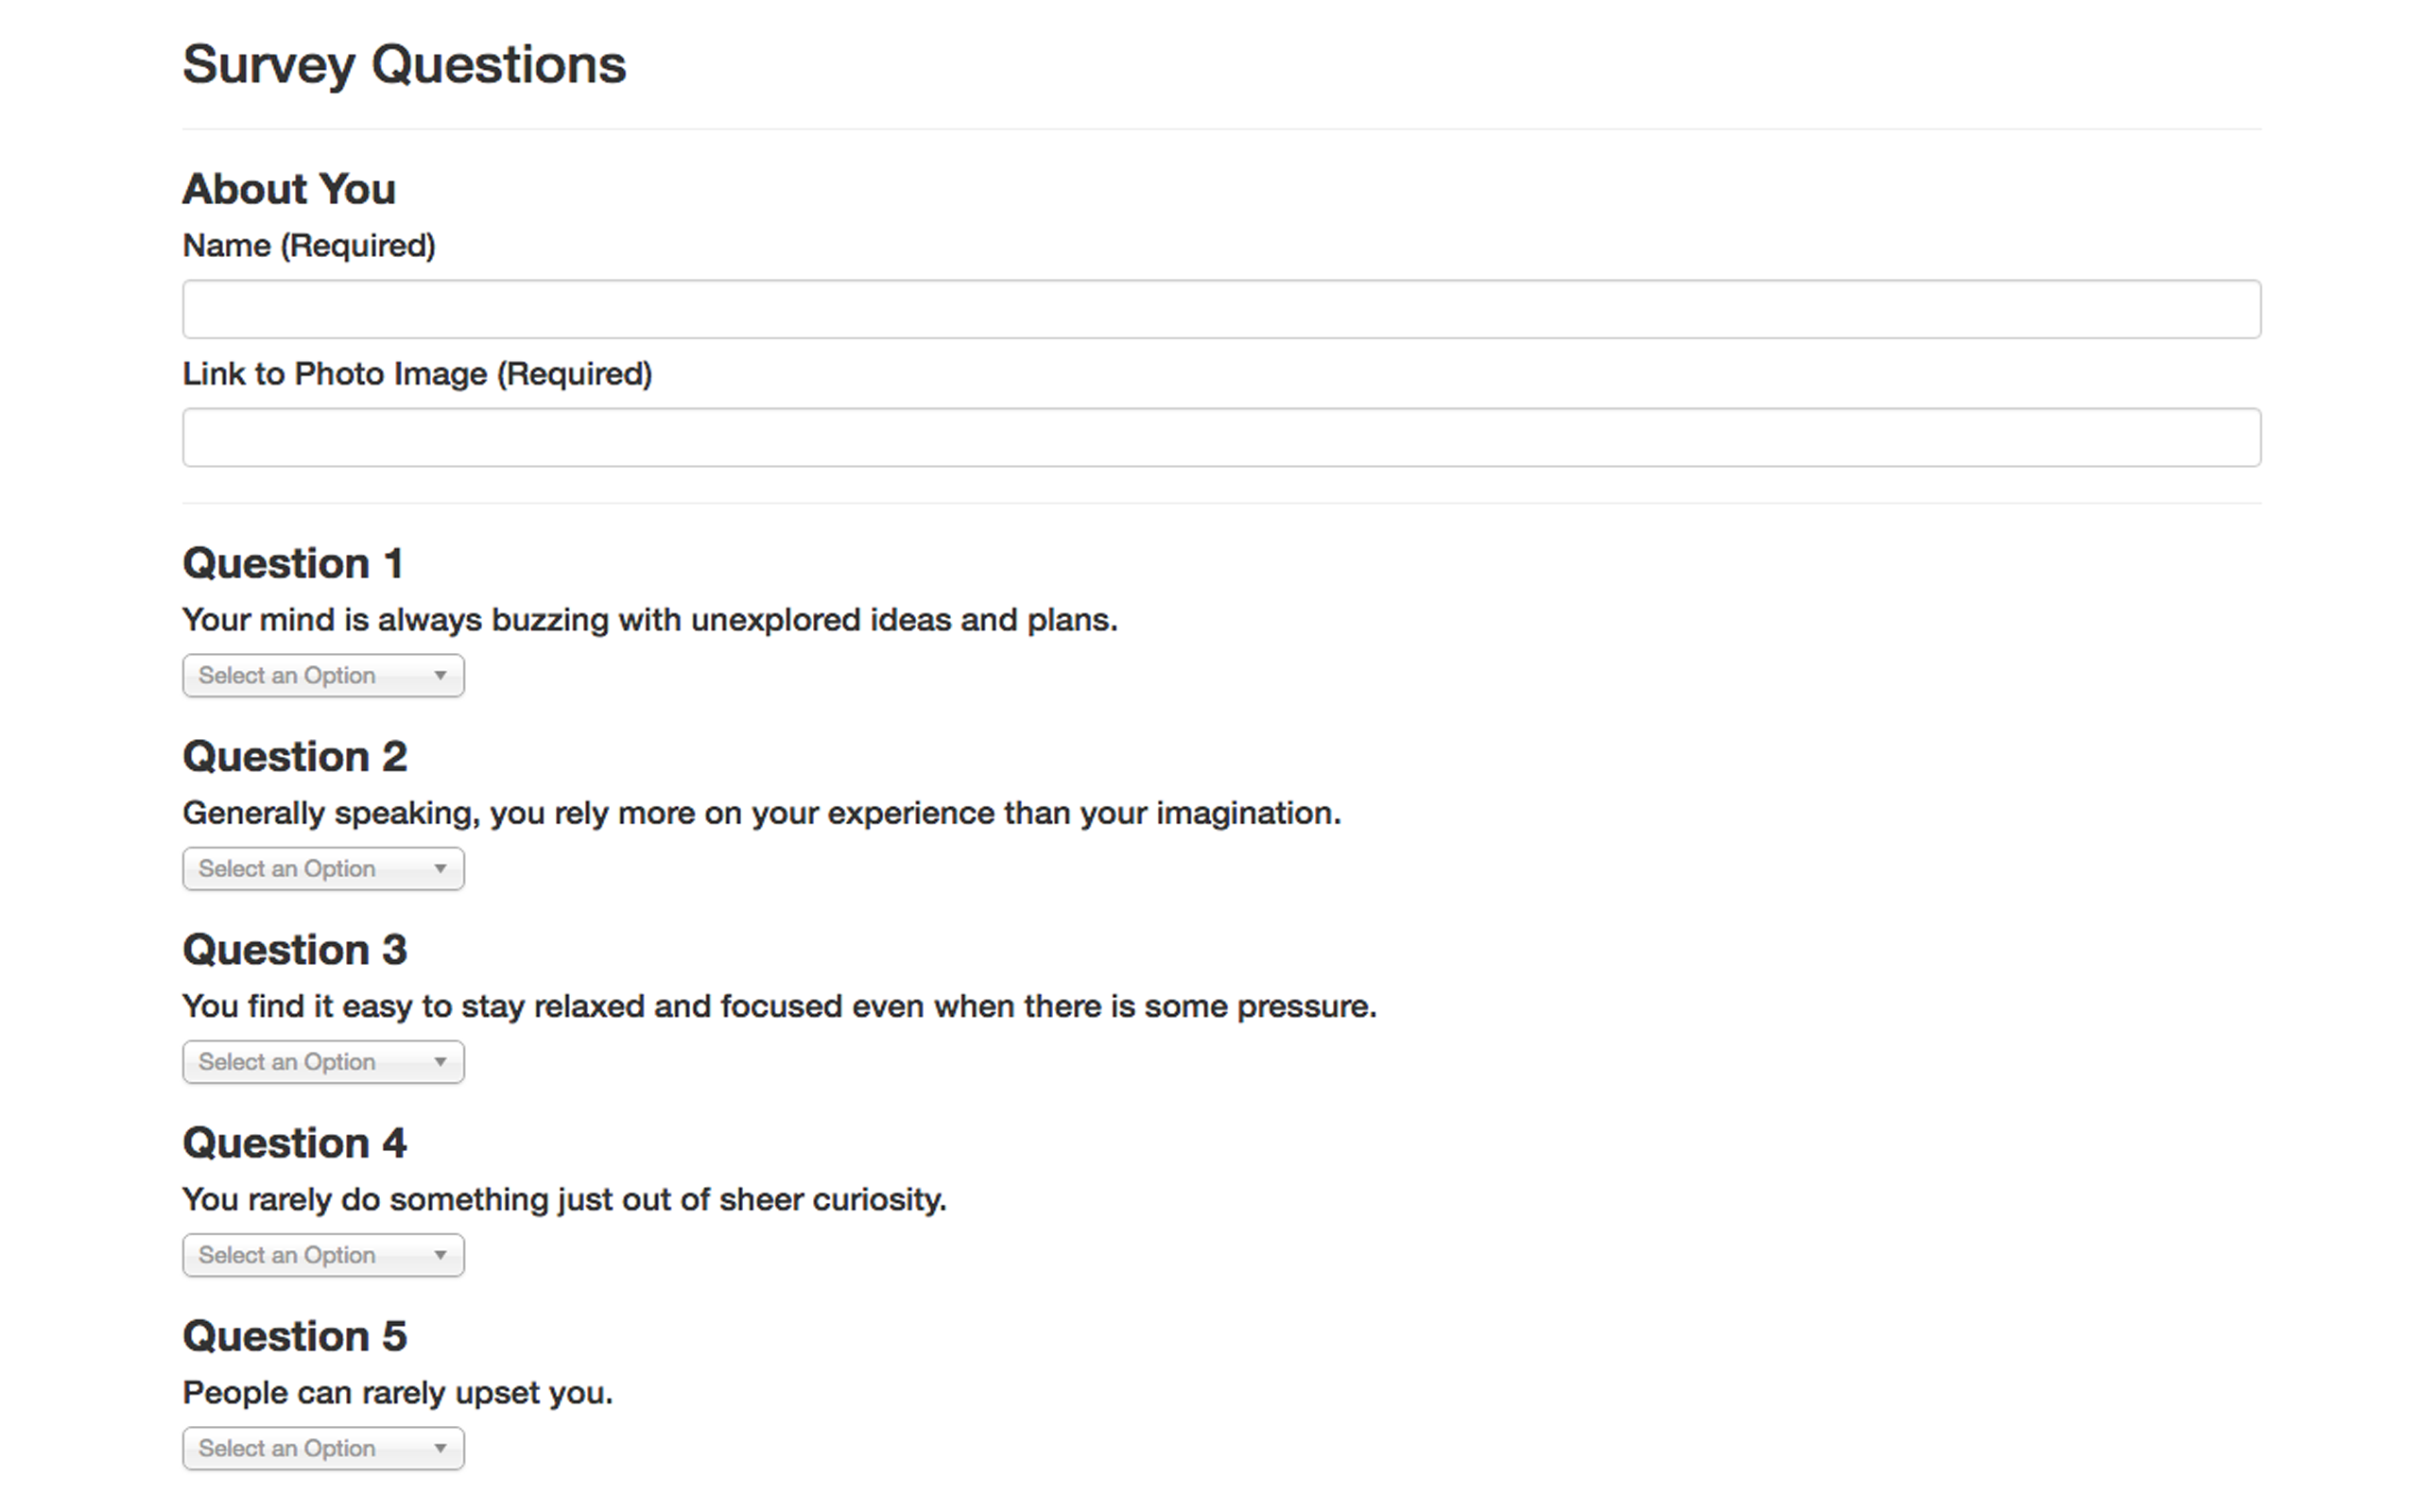 Survey Questions
About You
Name (Required)
Link to Photo Image (Required)
Question 1
Your mind is always buzzing with unexplored ideas and plans.
Select an Option
Question 2
Generally speaking, you rely more on your experience than your imagination.
Select an Option
Question 3
You find it easy to stay relaxed and focused even when there is some pressure.
Select an Option
Question 4
You rarely do something just out of sheer curiosity.
Select an Option
Question 5
People can rarely upset you.
Select an Option